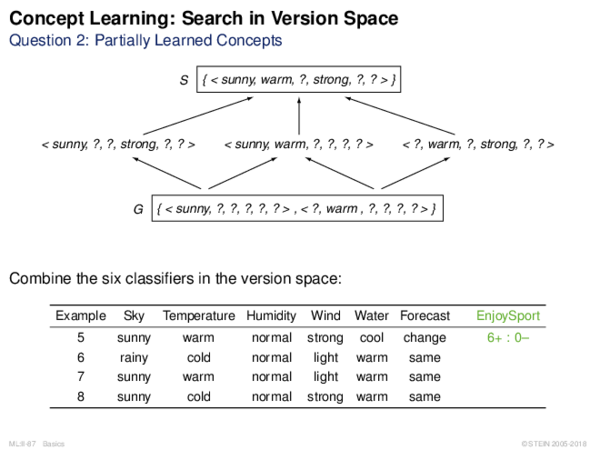 Concept Learning: Search in Version Space
Question 2: Partially Learned Concepts
S { < sunny, warm, ?, strong, ?, ? > }
< sunny, ?, ?, strong, ?, ? > < sunny, warm, ?, ?, ?, ? > < ?, warm, ?, strong, ?, ? >
G { < sunny, ?, ?, ?, ?, ? > , < ?, warm , ?, ?, ?, ? > }
Combine the six classifiers in the version space:
Example Sky Temperature Humidity Wind Water Forecast EnjoySport
5 sunny warm normal strong cool change 6+ : 0–
6 rainy cold normal light warm same
7 sunny warm normal light warm same
8 sunny cold normal strong warm same
ML:II-87 Basics ©STEIN 2005-2018